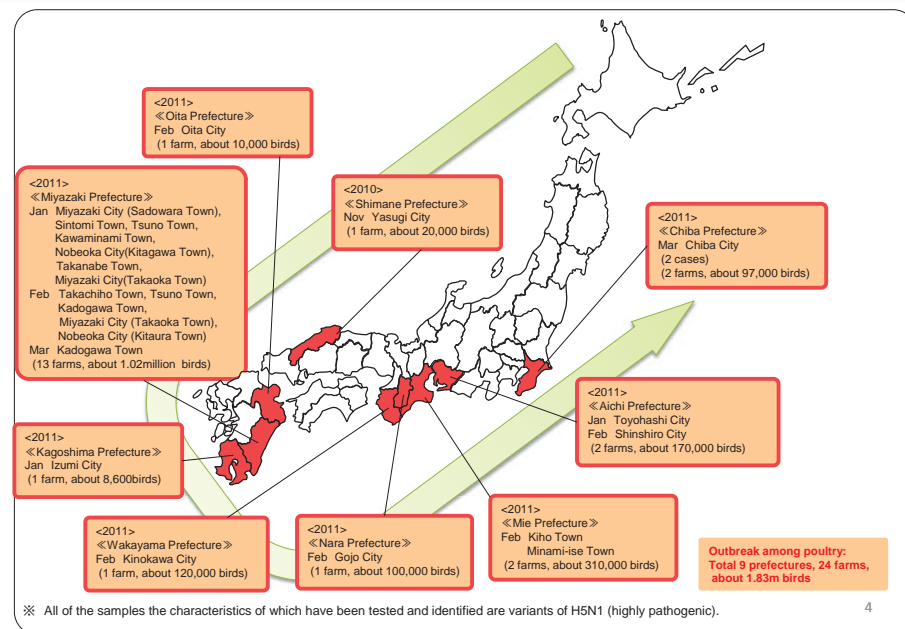 <2011>
≪Oita Prefecture≫
Feb Oita City
(1 farm, about 10,000 birds)
<2011>
≪Miyazaki Prefecture≫
Jan Miyazaki City (Sadowara Town),
Sintomi Town, Tsuno Town,
Kawaminami Town,
Nobeoka City(Kitagawa Town),
Takanabe Town,
Miyazaki City(Takaoka Town)
Feb Takachiho Town, Tsuno Town,
Kadogawa Town,
Miyazaki City (Takaoka Town),
Nobeoka City (Kitaura Town)
Mar Kadogawa Town
(13 farms, about 1.02million birds)
<2010>
≪Shimane Prefecture≫
Nov Yasugi City
(1 farm, about 20,000 birds)
<2011>
≪Chiba Prefecture≫
Mar Chiba City
(2 cases)
(2 farms, about 97,000 birds)
<2011>
≪Aichi Prefecture≫
Jan Toyohashi City
Feb Shinshiro City
(2 farms, about 170,000 birds)
<2011>
≪Kagoshima Prefecture≫
Jan Izumi City
(1 farm, about 8,600birds)
<2011>
≪Wakayama Prefecture≫
Feb Kinokawa City
(1 farm, about 120,000 birds)
<2011>
≪Nara Prefecture≫
Feb Gojo City
(1 farm, about 100,000 birds)
<2011>
≪Mie Prefecture≫
Feb Kiho Town
Minami-ise Town
(2 farms, about 310,000 birds)
Outbreak among poultry:
Total 9 prefectures, 24 farms,
about 1.83m birds
※ All of the samples the characteristics of which have been tested and identified are variants of H5N1 (highly pathogenic).
4